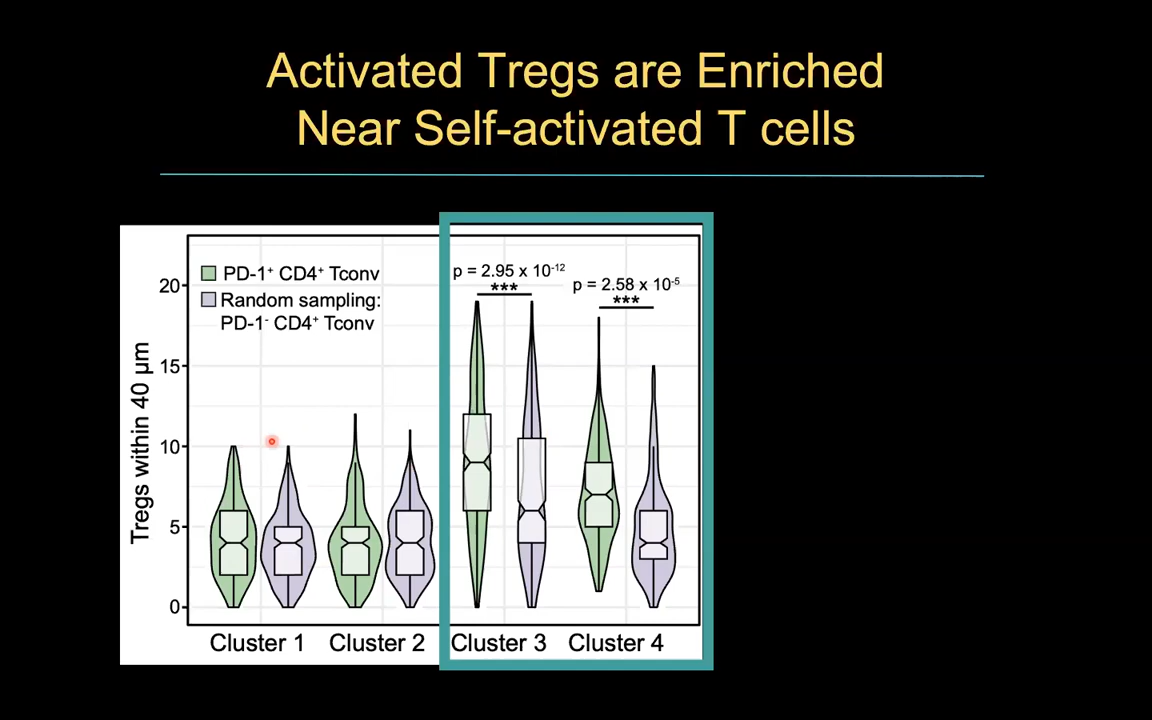 Activated Tregs are Enriched
Near Self-activated T cells
PD-1⁺ CD4⁺ Tconv
Random sampling:
PD-1⁻ CD4⁺ Tconv
p = 2.95 x 10⁻¹²
***
p = 2.58 x 10⁻⁵
***
Tregs within 40 µm
20
15
10
5
0
Cluster 1
Cluster 2
Cluster 3
Cluster 4